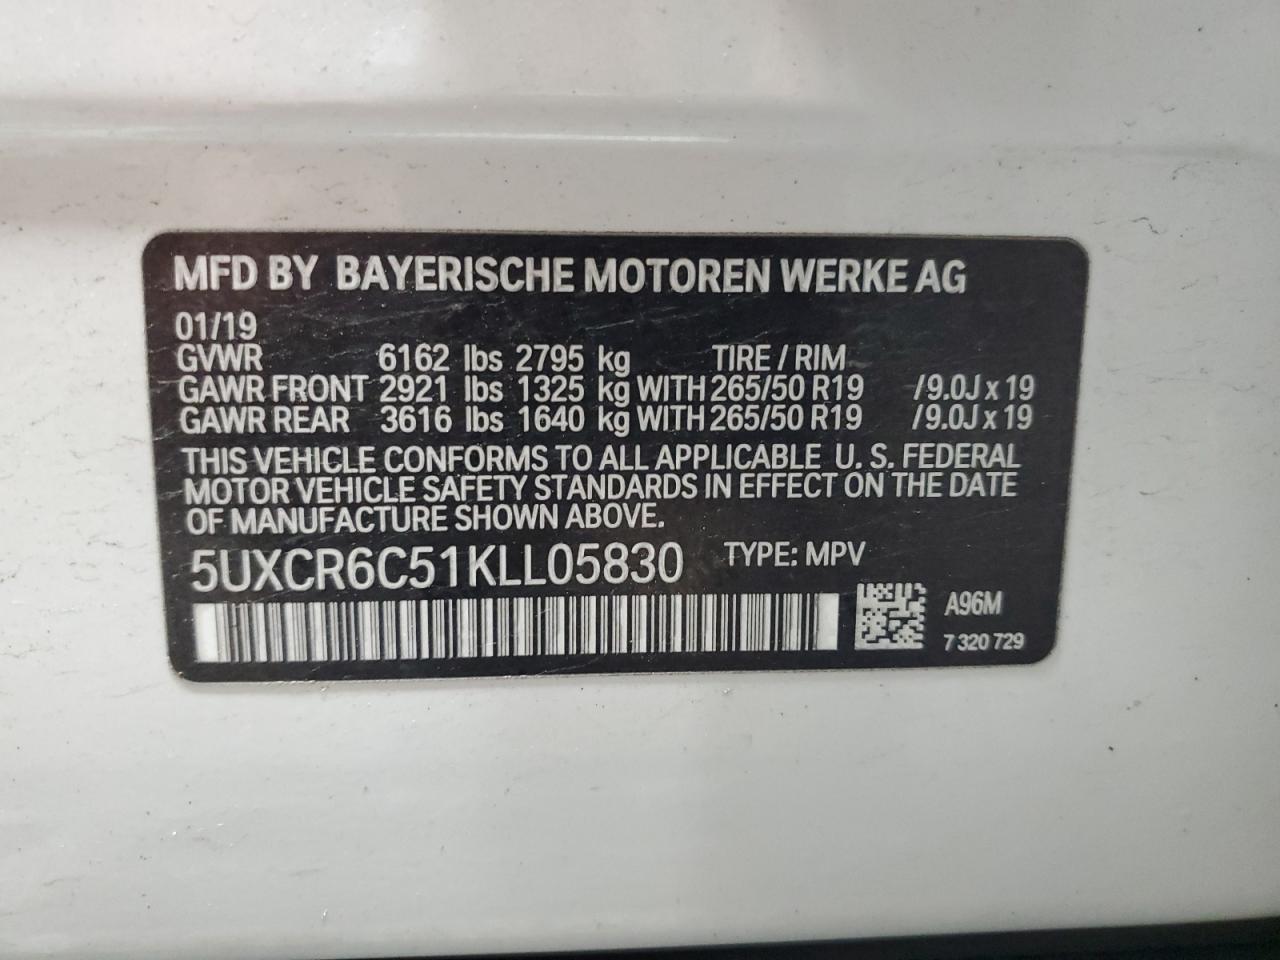 MFD BY BAYERISCHE MOTOREN WERKE AG
01/19
GVWR 6162 lbs 2795 kg TIRE / RIM
GAWR FRONT 2921 lbs 1325 kg WITH 265/50 R19 /9.0J x 19
GAWR REAR 3616 lbs 1640 kg WITH 265/50 R19 /9.0J x 19
THIS VEHICLE CONFORMS TO ALL APPLICABLE U. S. FEDERAL
MOTOR VEHICLE SAFETY STANDARDS IN EFFECT ON THE DATE
OF MANUFACTURE SHOWN ABOVE.
5UXCR6C51KLL05830 TYPE: MPV
A96M
7 320 729